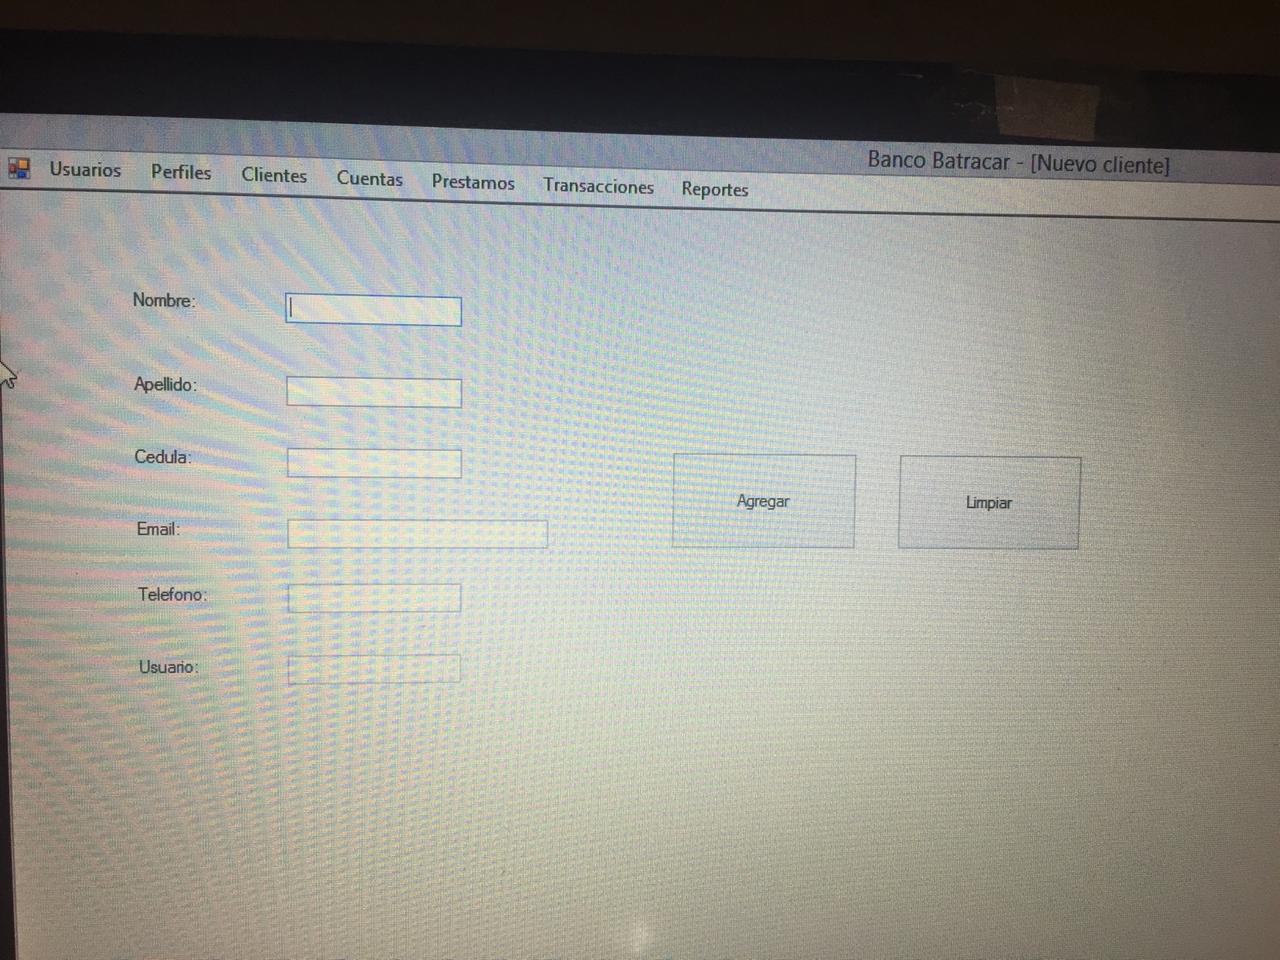 Banco Batracar - [Nuevo cliente]
Usuarios Perfiles Clientes Cuentas Prestamos Transacciones Reportes
Nombre:
Apellido:
Cedula:
Email:
Telefono:
Usuario:
Agregar Limpiar